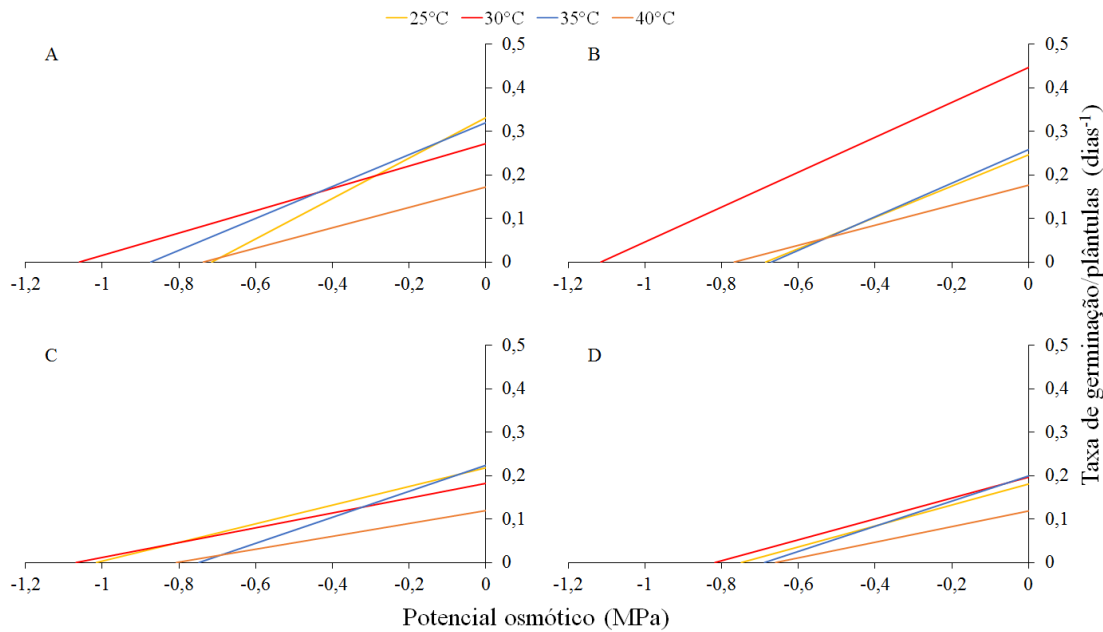 25°C 30°C 35°C 40°C
A
0,5
0,4
0,3
0,2
0,1
0
-1,2 -1 -0,8 -0,6 -0,4 -0,2 0
B
0,5
0,4
0,3
0,2
0,1
0
-1,2 -1 -0,8 -0,6 -0,4 -0,2 0
C
0,5
0,4
0,3
0,2
0,1
0
-1,2 -1 -0,8 -0,6 -0,4 -0,2 0
D
0,5
0,4
0,3
0,2
0,1
0
-1,2 -1 -0,8 -0,6 -0,4 -0,2 0
Taxa de germinação/plântulas (dias⁻¹)
Potencial osmótico (MPa)